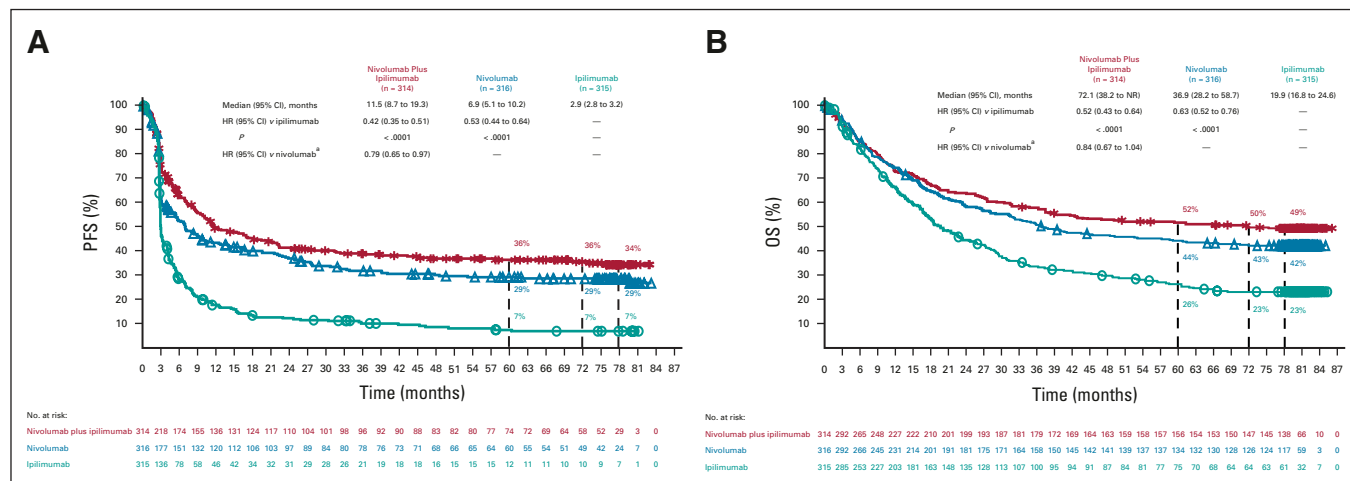 A
Nivolumab Plus
Ipilimumab
(n = 314)
Nivolumab
(n = 316)
Ipilimumab
(n = 315)
Median (95% CI), months 11.5 (8.7 to 19.3) 6.9 (5.1 to 10.2) 2.9 (2.8 to 3.2)
HR (95% CI) v ipilimumab 0.42 (0.35 to 0.51) 0.53 (0.44 to 0.64) —
P < .0001 < .0001 —
HR (95% CI) v nivolumabᵃ 0.79 (0.65 to 0.97) — —
PFS (%)
100
90
80
70
60
50
40
30
20
10
36% 36% 34%
29% 29% 29%
7% 7% 7%
0 3 6 9 12 15 18 21 24 27 30 33 36 39 42 45 48 51 54 57 60 63 66 69 72 75 78 81 84 87
Time (months)
No. at risk:
Nivolumab plus ipilimumab 314 218 174 155 136 131 124 117 110 104 101 98 96 92 90 88 83 82 80 77 74 72 69 64 58 52 29 3 0
Nivolumab 316 177 151 132 120 112 106 103 97 89 84 80 78 76 73 71 68 66 65 64 60 55 54 51 49 42 24 7 0
Ipilimumab 315 136 78 58 46 42 34 32 31 29 28 26 21 19 18 18 16 15 15 15 12 11 11 10 10 9 7 1 0
B
Nivolumab Plus
Ipilimumab
(n = 314)
Nivolumab
(n = 316)
Ipilimumab
(n = 315)
Median (95% CI), months 72.1 (38.2 to NR) 36.9 (28.2 to 58.7) 19.9 (16.8 to 24.6)
HR (95% CI) v ipilimumab 0.52 (0.43 to 0.64) 0.63 (0.52 to 0.76) —
P < .0001 < .0001 —
HR (95% CI) v nivolumabᵃ 0.84 (0.67 to 1.04) — —
OS (%)
100
90
80
70
60
50
40
30
20
10
52% 50% 49%
44% 43% 42%
26% 23% 23%
0 3 6 9 12 15 18 21 24 27 30 33 36 39 42 45 48 51 54 57 60 63 66 69 72 75 78 81 84 87
Time (months)
No. at risk:
Nivolumab plus ipilimumab 314 292 265 248 227 222 210 201 199 193 187 181 179 172 169 164 163 159 158 157 156 154 153 150 147 145 138 66 10 0
Nivolumab 316 292 266 245 231 214 201 191 181 175 171 164 158 150 145 142 141 139 137 137 134 132 130 128 126 124 117 59 3 0
Ipilimumab 315 285 253 227 203 181 163 148 135 128 113 107 100 95 94 91 87 84 81 77 75 70 68 64 64 63 61 32 7 0